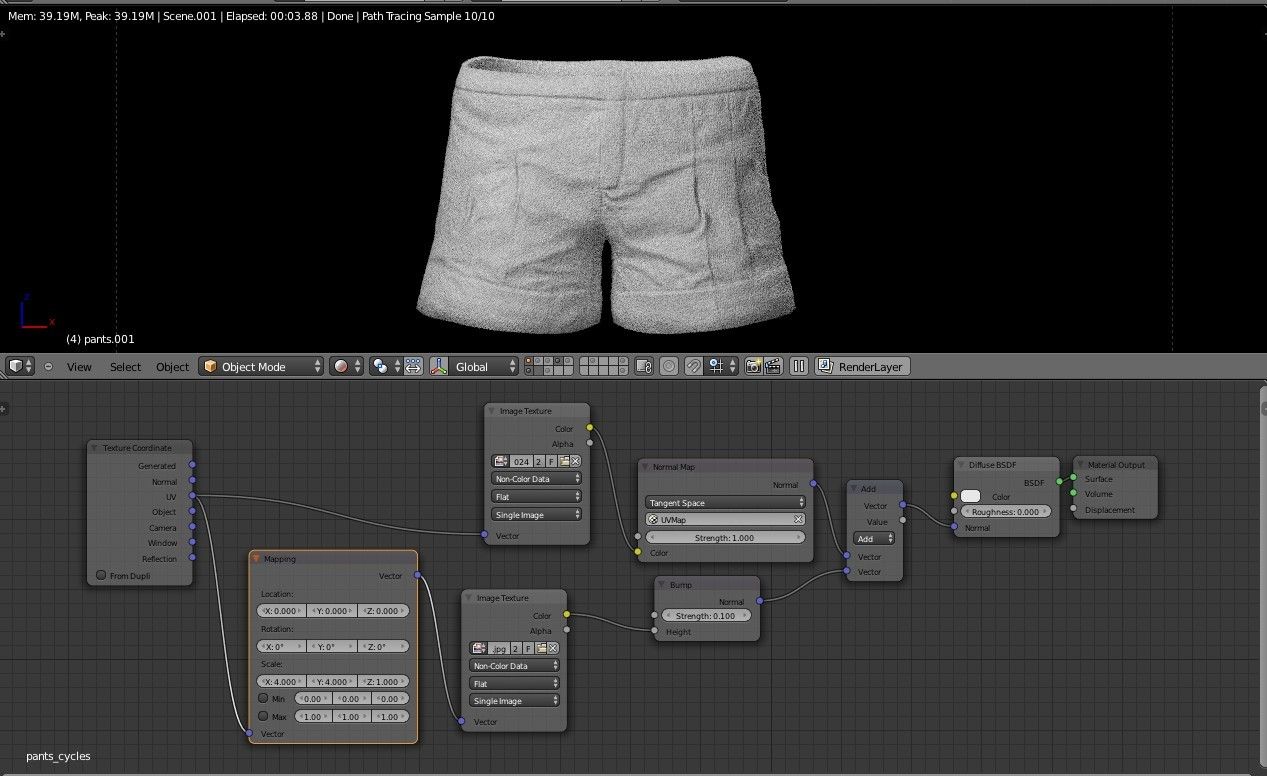 Mem: 39.19M, Peak: 39.19M | Scene.001 | Elapsed: 00:03.88 | Done | Path Tracing Sample 10/10
z
x
(4) pants.001
View Select Object Object Mode Global RenderLayer
Texture Coordinate
Generated
Normal
UV
Object
Camera
Window
Reflection
From Dupli
Mapping
Vector
Location:
X: 0.000 Y: 0.000 Z: 0.000
Rotation:
X: 0° Y: 0° Z: 0°
Scale:
X: 4.000 Y: 4.000 Z: 1.000
Min 0.00 0.00 0.00
Max 1.00 1.00 1.00
Vector
Image Texture
Color
Alpha
024 2 F
Non-Color Data
Flat
Single Image
Vector
Image Texture
Color
Alpha
.jpg 2 F
Non-Color Data
Flat
Single Image
Vector
Normal Map
Normal
Tangent Space
UVMap
Strength: 1.000
Color
Bump
Normal
Strength: 0.100
Height
Add
Vector
Value
Add
Vector
Vector
Diffuse BSDF
BSDF
Color
Roughness: 0.000
Normal
Material Output
Surface
Volume
Displacement
pants_cycles